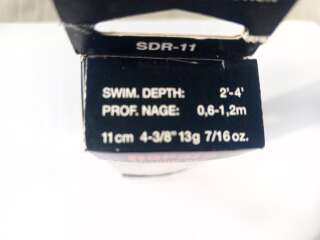 SDR-11
SWIM. DEPTH: 2'-4'
PROF. NAGE: 0,6-1,2m
11cm 4-3/8" 13g 7/16 oz.